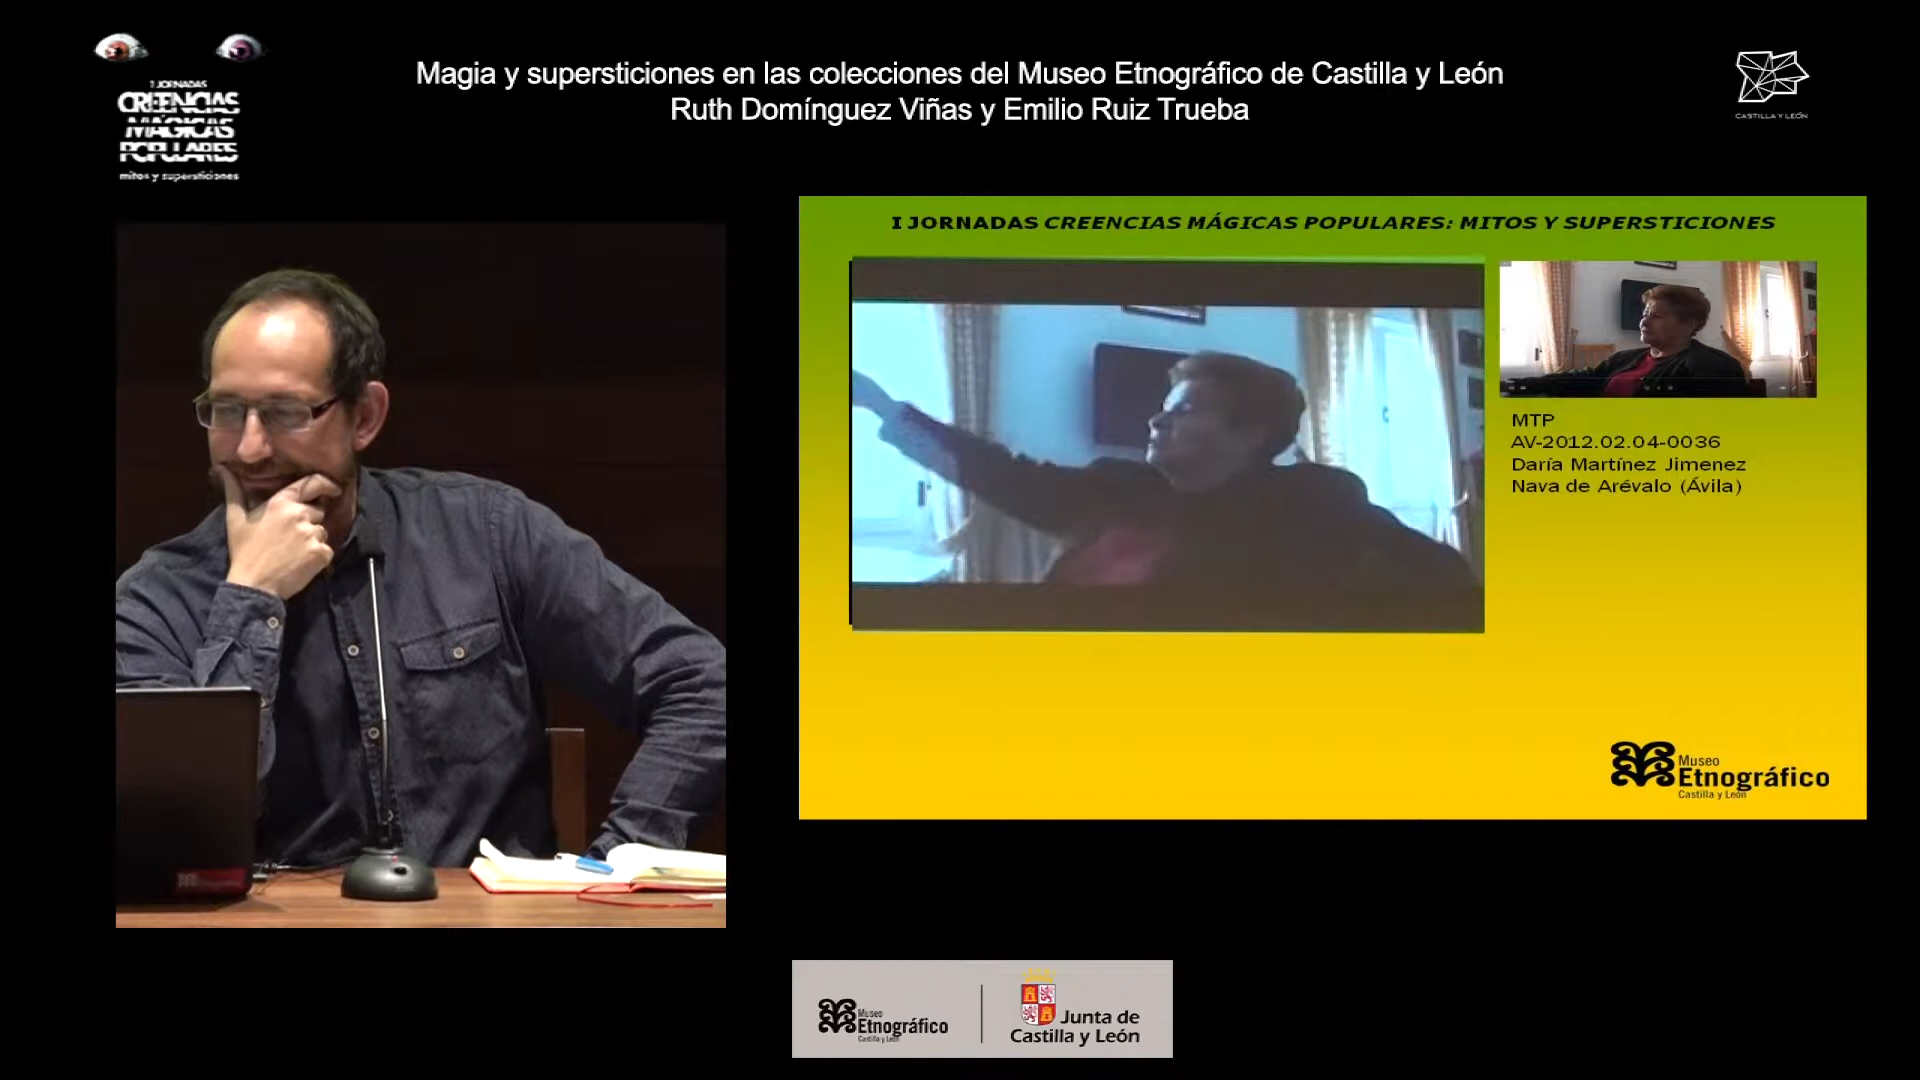 Magia y supersticiones en las colecciones del Museo Etnográfico de Castilla y León
Ruth Domínguez Viñas y Emilio Ruiz Trueba
I JORNADAS
CREENCIAS
MÁGICAS
POPULARES
mitos y supersticiones
CASTILLA Y LEÓN
I JORNADAS CREENCIAS MÁGICAS POPULARES: MITOS Y SUPERSTICIONES
MTP
AV-2012.02.04-0036
Daría Martínez Jimenez
Nava de Arévalo (Ávila)
Museo
Etnográfico
Castilla y León
Museo
Etnográfico
Castilla y León
Junta de
Castilla y León